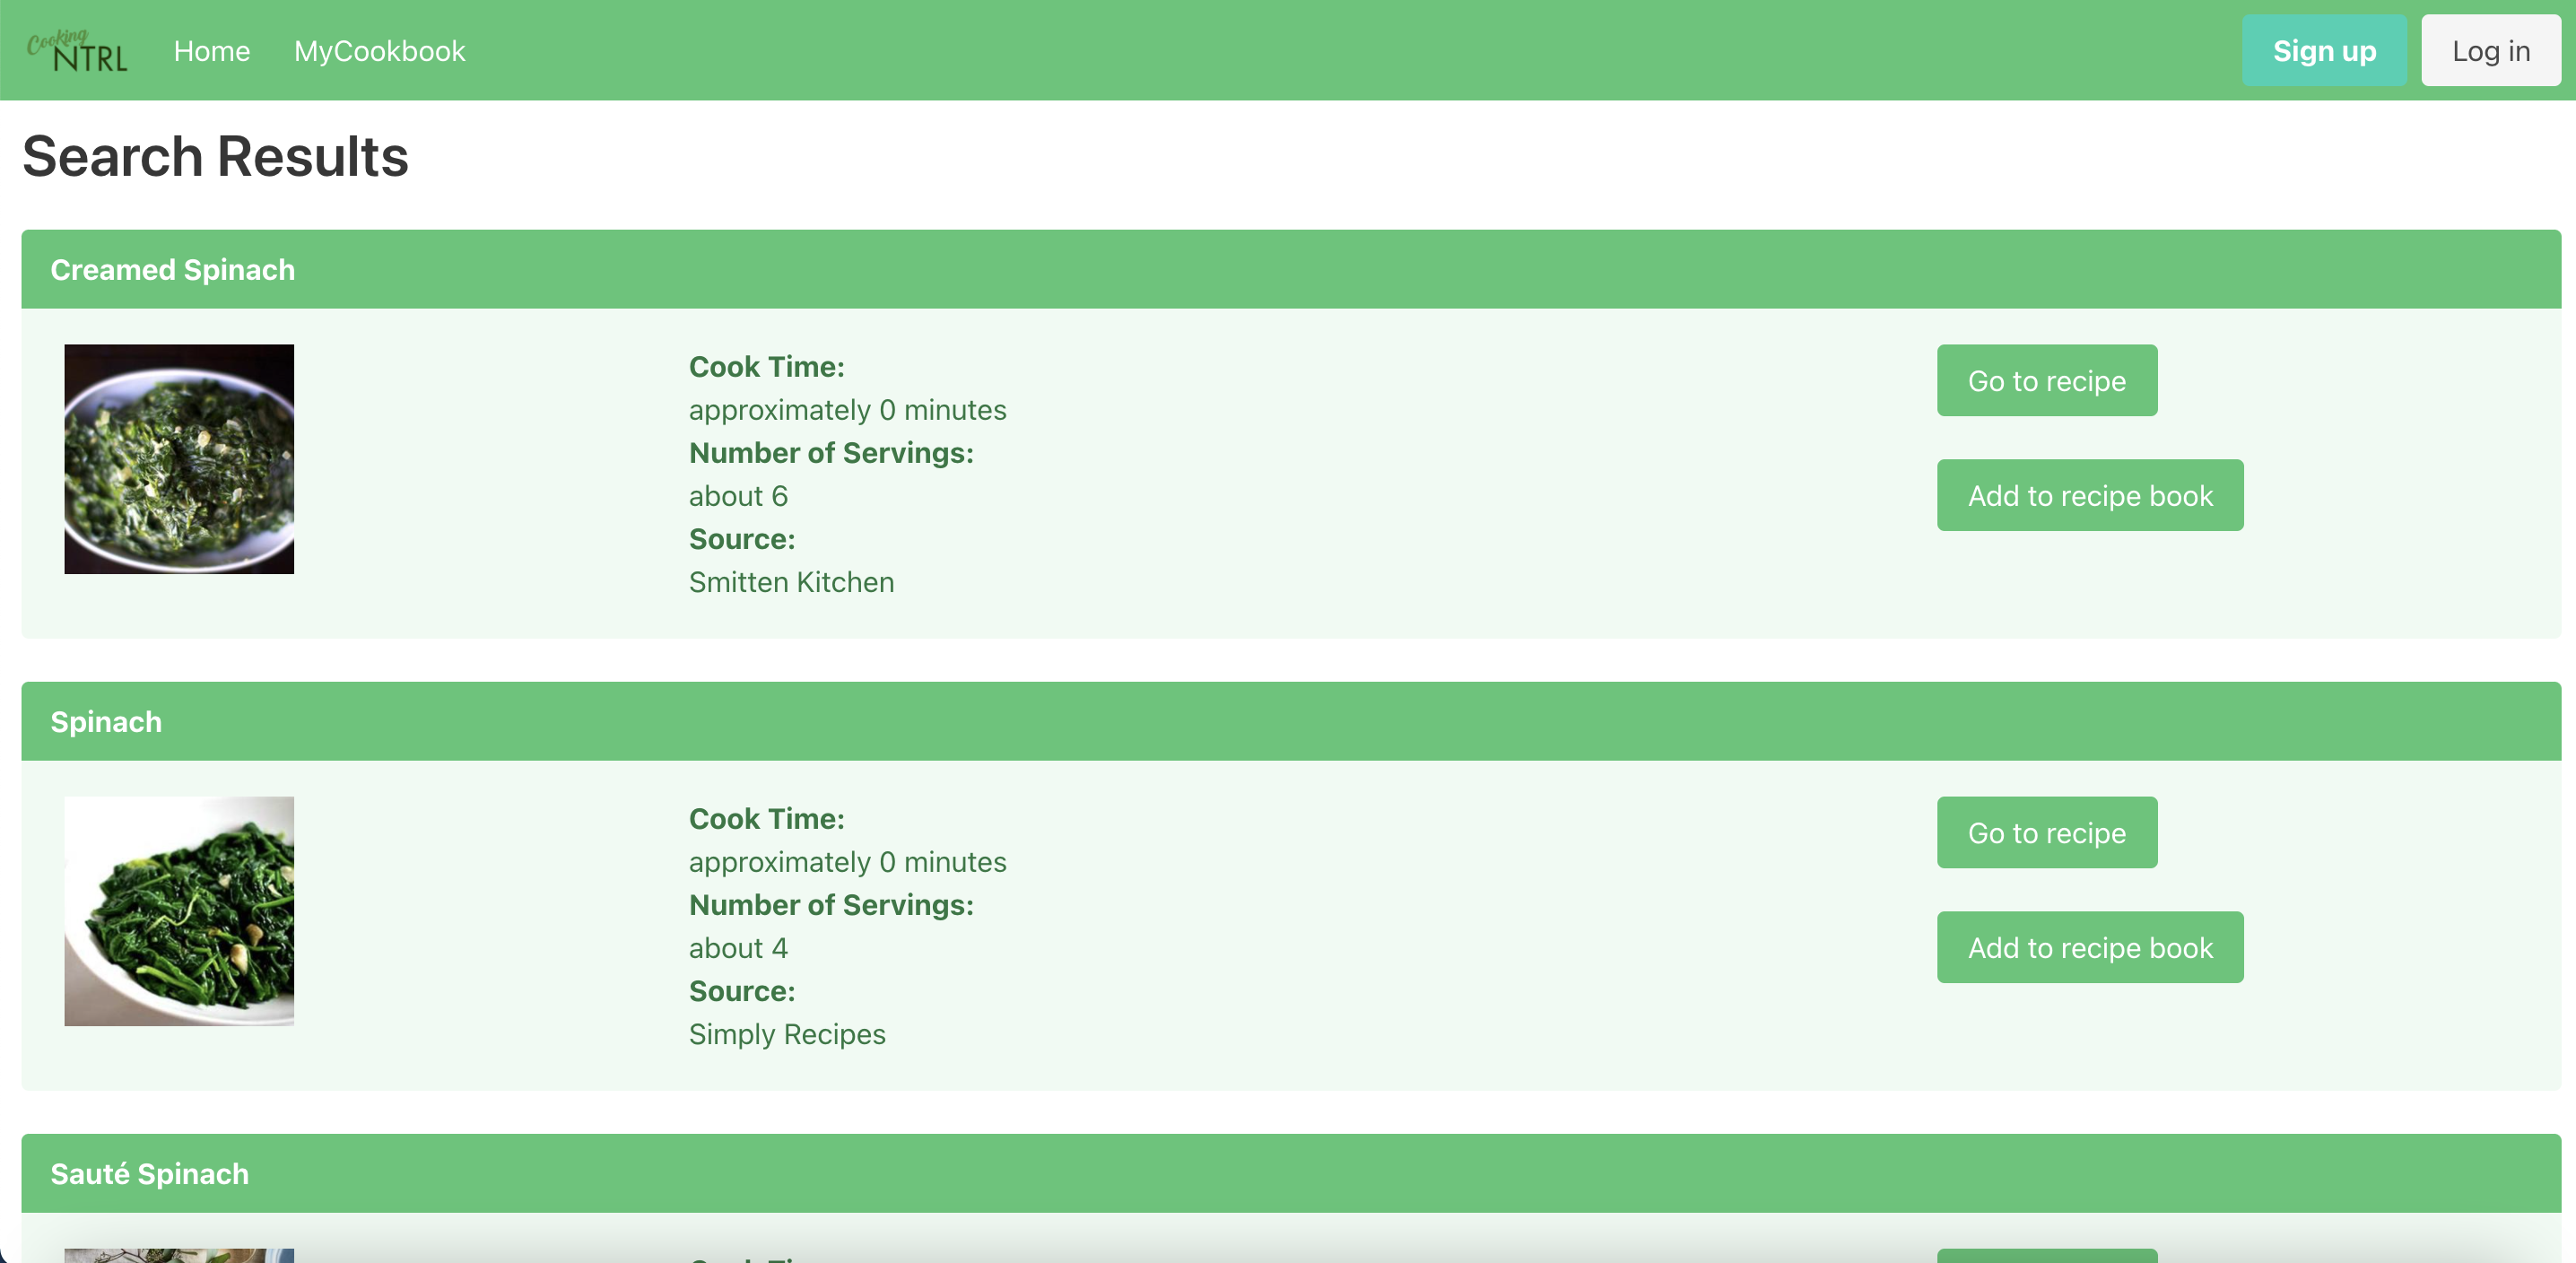 Cooking
NTRL
Home
MyCookbook
Sign up
Log in
Search Results
Creamed Spinach
Cook Time:
approximately 0 minutes
Number of Servings:
about 6
Source:
Smitten Kitchen
Go to recipe
Add to recipe book
Spinach
Cook Time:
approximately 0 minutes
Number of Servings:
about 4
Source:
Simply Recipes
Go to recipe
Add to recipe book
Sauté Spinach